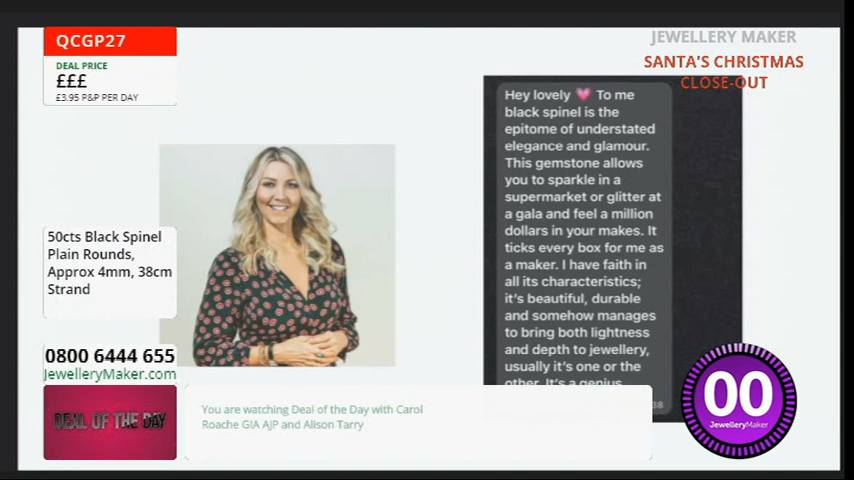 QCGP27
DEAL PRICE
£££
£3.95 P&P PER DAY
JEWELLERY MAKER
SANTA'S CHRISTMAS
CLOSE-OUT
Hey lovely 💗 To me
black spinel is the
epitome of understated
elegance and glamour.
This gemstone allows
you to sparkle in a
supermarket or glitter at
a gala and feel a million
dollars in your makes. It
ticks every box for me as
a maker. I have faith in
all its characteristics;
it's beautiful, durable
and somehow manages
to bring both lightness
and depth to jewellery,
usually it's one or the
other. It's a genius
38
50cts Black Spinel
Plain Rounds,
Approx 4mm, 38cm
Strand
0800 6444 655
JewelleryMaker.com
DEAL OF THE DAY
You are watching Deal of the Day with Carol
Roache GIA AJP and Alison Tarry
00
JewelleryMaker